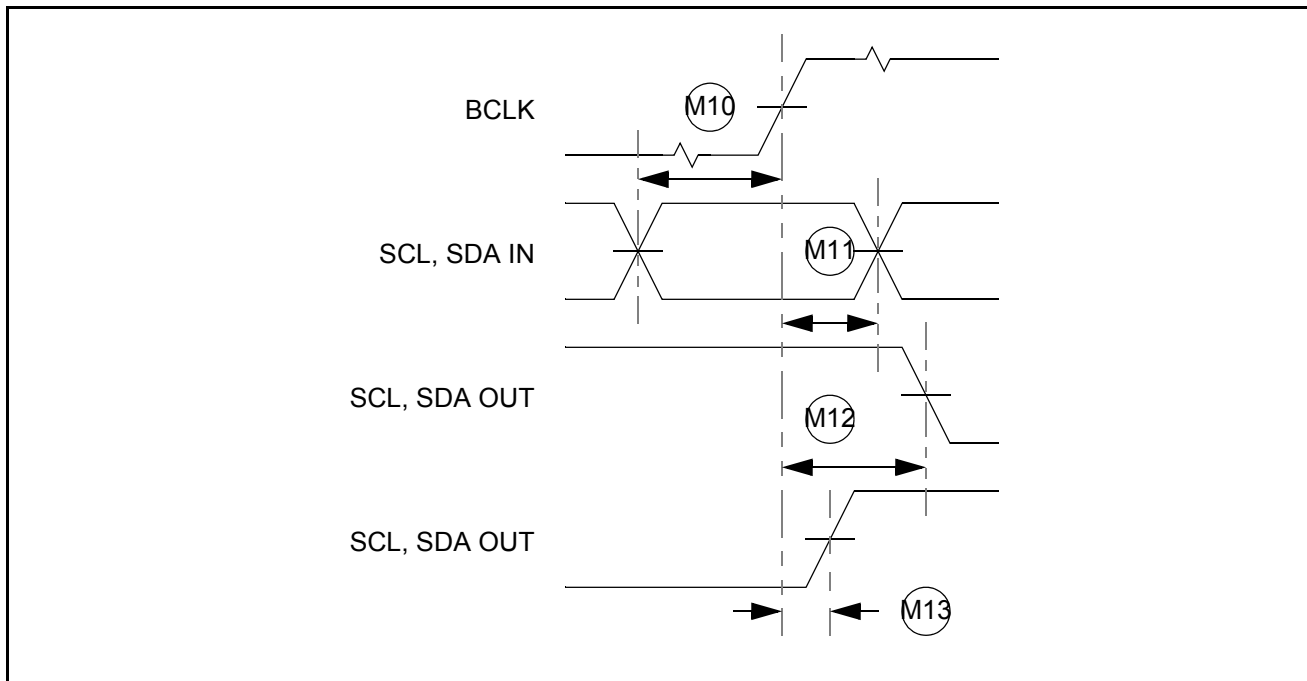 M10
BCLK
SCL, SDA IN
M11
SCL, SDA OUT
M12
SCL, SDA OUT
M13